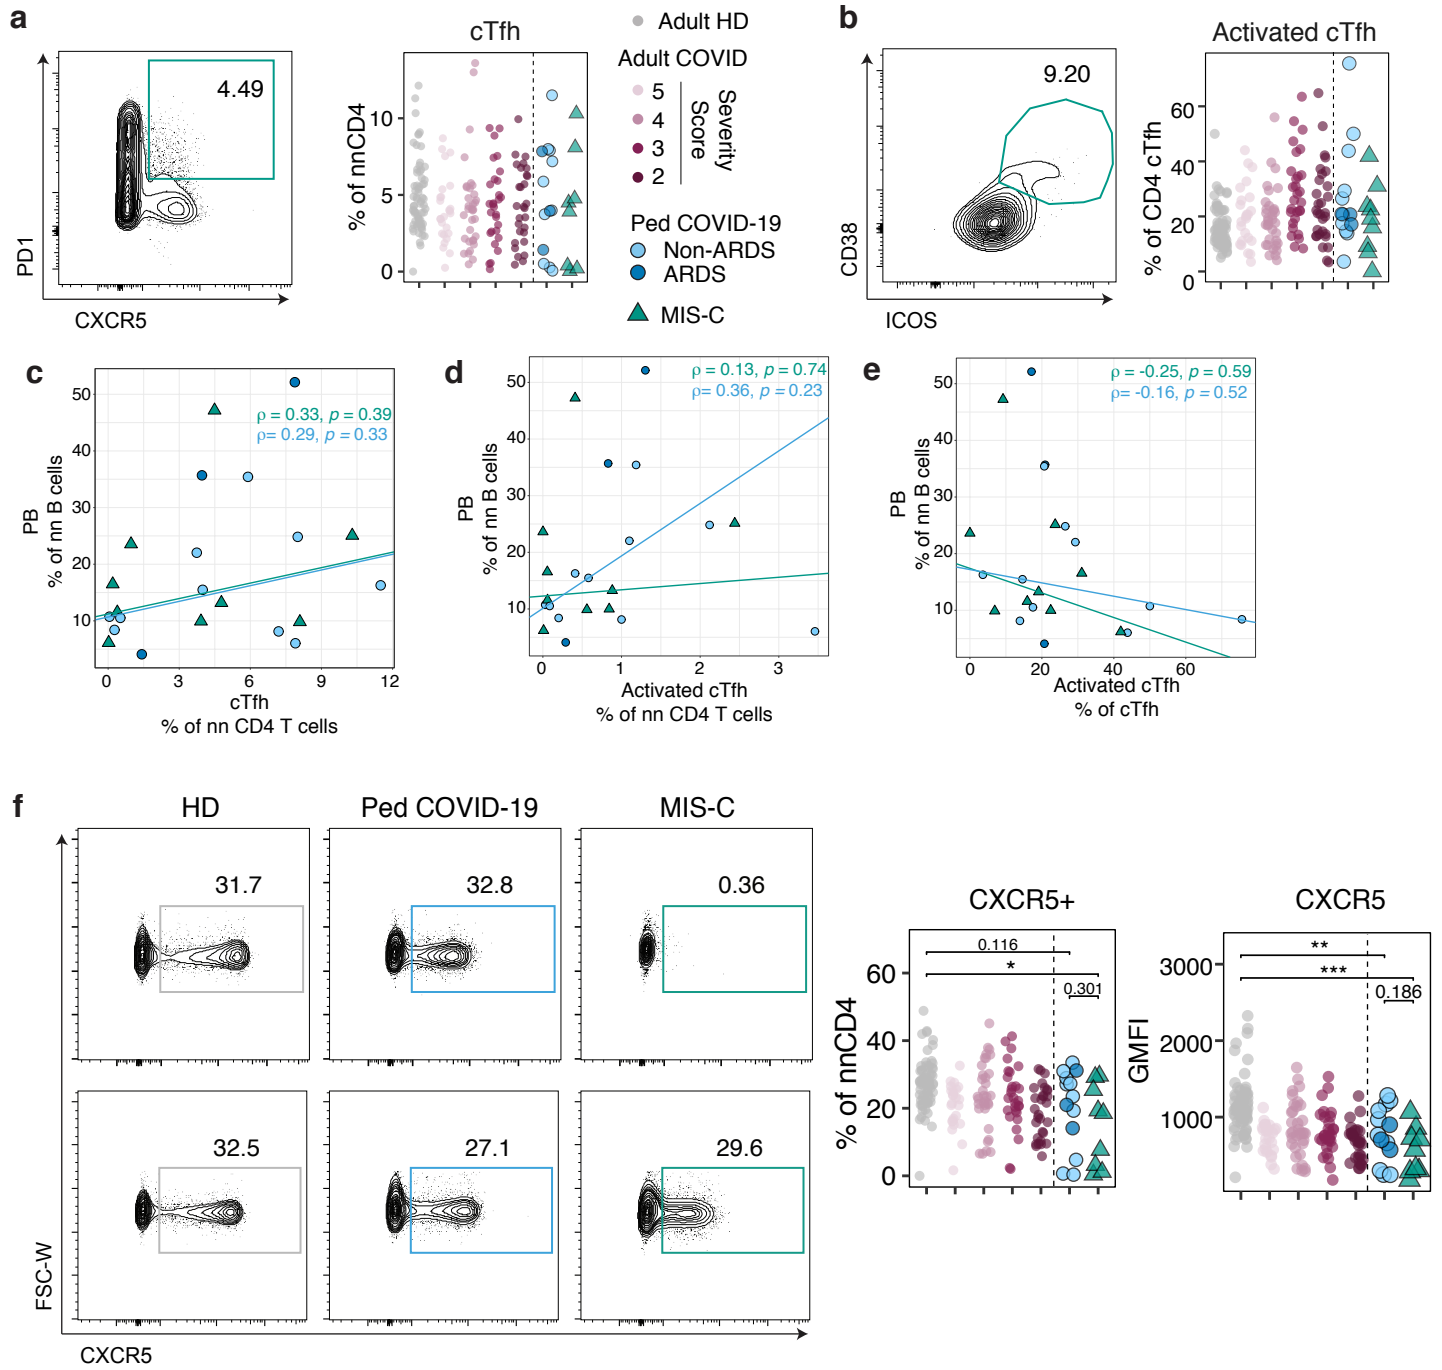 a
4.49
PD1
CXCR5
cTfh
% of nnCD4
10
5
0
Adult HD
Adult COVID
5
4
3
2
Severity
Score
Ped COVID-19
Non-ARDS
ARDS
MIS-C
b
9.20
CD38
ICOS
Activated cTfh
% of CD4 cTfh
60
40
20
0
0
c
ρ = 0.33, p = 0.39
ρ= 0.29, p = 0.33
PB
% of nn B cells
50
40
30
20
10
0 3 6 9 12
cTfh
% of nn CD4 T cells
d
ρ = 0.13, p = 0.74
ρ= 0.36, p = 0.23
PB
% of nn B cells
50
40
30
20
10
0 1 2 3
Activated cTfh
% of nn CD4 T cells
e
ρ = -0.25, p = 0.59
ρ= -0.16, p = 0.52
PB
% of nn B cells
50
40
30
20
10
0 20 40 60
Activated cTfh
% of cTfh
f
HD
Ped COVID-19
MIS-C
31.7
32.8
0.36
32.5
27.1
29.6
FSC-W
CXCR5
CXCR5+
% of nnCD4
60
40
20
0
0.116
*
0.301
CXCR5
GMFI
3000
2000
1000
**
***
0.186